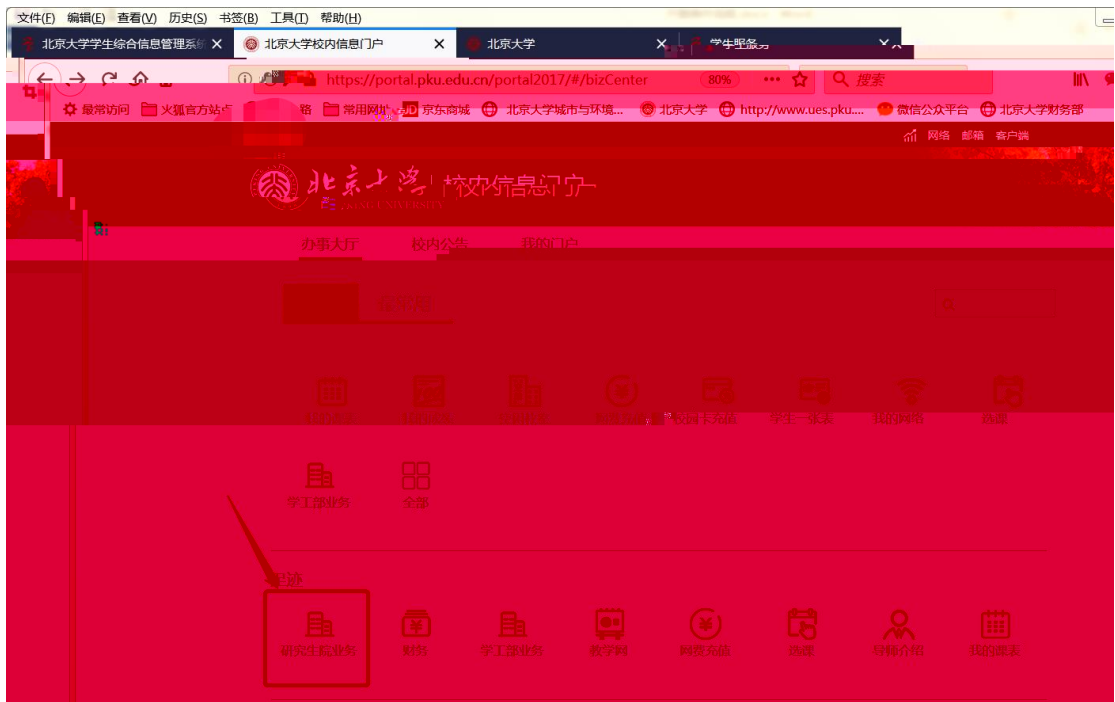 文件(F) 编辑(E) 查看(V) 历史(S) 书签(B) 工具(T) 帮助(H)
北京大学学生综合信息管理系统 北京大学校内信息门户 北京大学
https://portal.pku.edu.cn/portal2017/#/bizCenter 80% 搜索
最常访问 火狐官方站点 常用网址 JD 京东商城 北京大学城市与环境... 北京大学 http://www.ues.pku.... 微信公众平台 北京大学财务部
网络 邮箱 客户端
北京大学 校内信息门户
办事大厅 校内公告 我的门户
校园卡充值 学生一张表 我的网络 选课
学工部业务 全部
研究生院业务 财务 学工部业务 教学网 网费充值 选课 导师介绍 我的课表